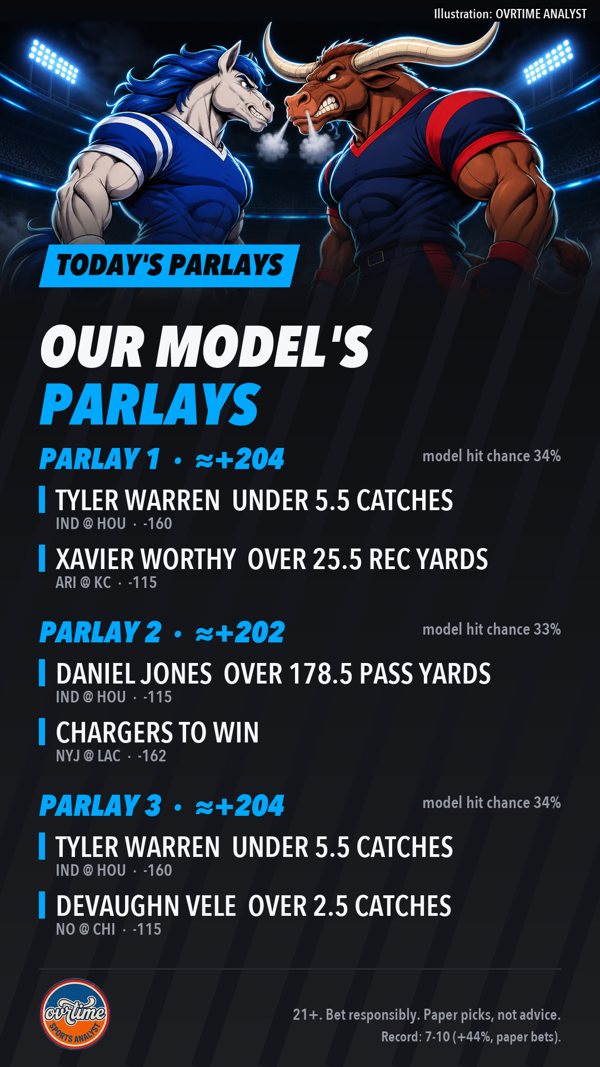 Illustration: OVRTIME ANALYST
TODAY'S PARLAYS
OUR MODEL'S
PARLAYS
PARLAY 1 · ≈+204
model hit chance 34%
TYLER WARREN UNDER 5.5 CATCHES
IND @ HOU · -160
XAVIER WORTHY OVER 25.5 REC YARDS
ARI @ KC · -115
PARLAY 2 · ≈+202
model hit chance 33%
DANIEL JONES OVER 178.5 PASS YARDS
IND @ HOU · -115
CHARGERS TO WIN
NYJ @ LAC · -162
PARLAY 3 · ≈+204
model hit chance 34%
TYLER WARREN UNDER 5.5 CATCHES
IND @ HOU · -160
DEVAUGHN VELE OVER 2.5 CATCHES
NO @ CHI · -115
ovrtime
SPORTS ANALYST
21+. Bet responsibly. Paper picks, not advice.
Record: 7-10 (+44%, paper bets).